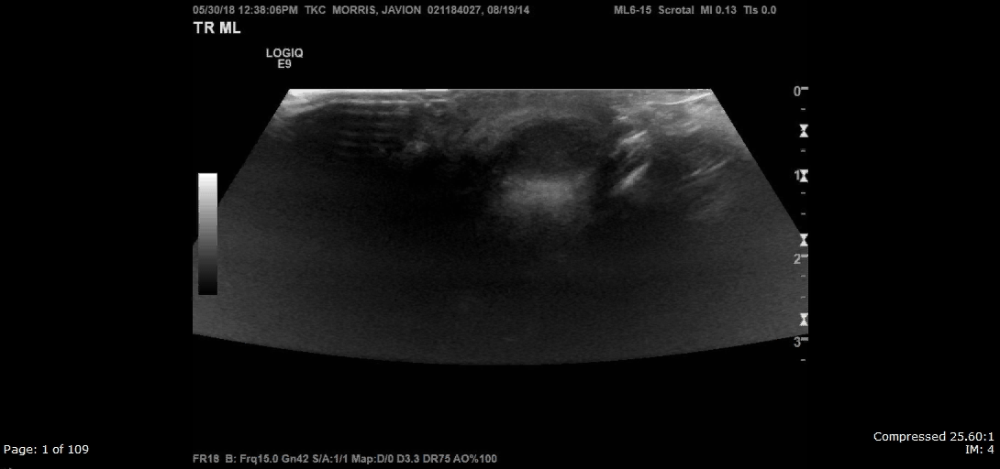 05/30/18 12:38:06PM TKC MORRIS, JAVION 021184027, 08/19/14 ML6-15 Scrotal MI 0.13 TIs 0.0
TR ML
LOGIQ
E9
0
1
2
3
Page: 1 of 109
Compressed 25.60:1
IM: 4
FR18 B: Frq15.0 Gn42 S/A:1/1 Map:D/0 D3.3 DR75 AO%100